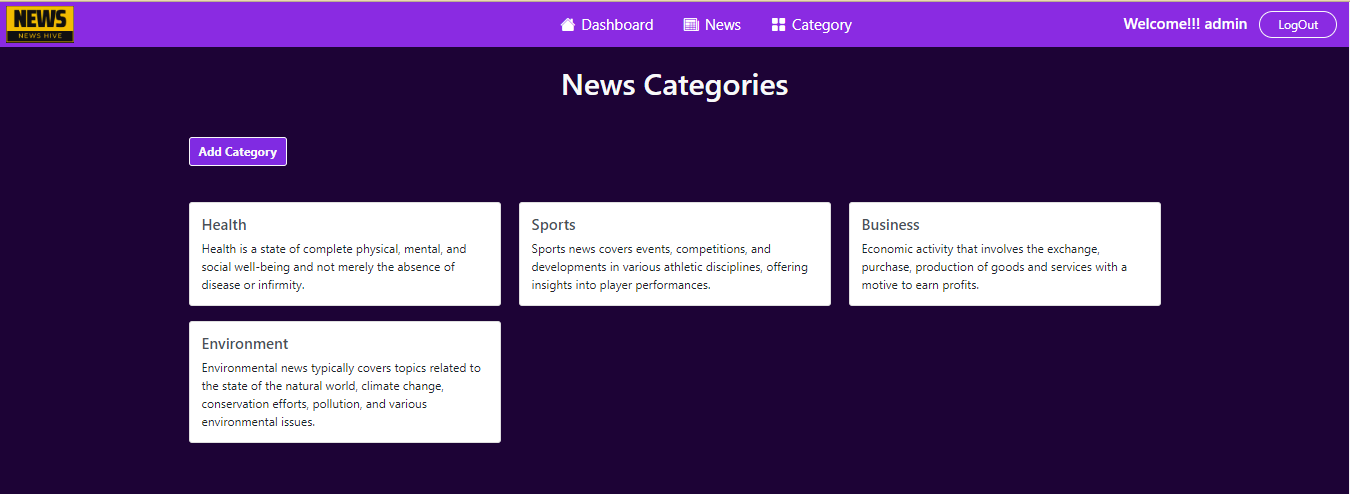 NEWS
NEWS HIVE
Dashboard
News
Category
Welcome!!! admin
LogOut
News Categories
Add Category
Health
Health is a state of complete physical, mental, and
social well-being and not merely the absence of
disease or infirmity.
Sports
Sports news covers events, competitions, and
developments in various athletic disciplines, offering
insights into player performances.
Business
Economic activity that involves the exchange,
purchase, production of goods and services with a
motive to earn profits.
Environment
Environmental news typically covers topics related to
the state of the natural world, climate change,
conservation efforts, pollution, and various
environmental issues.